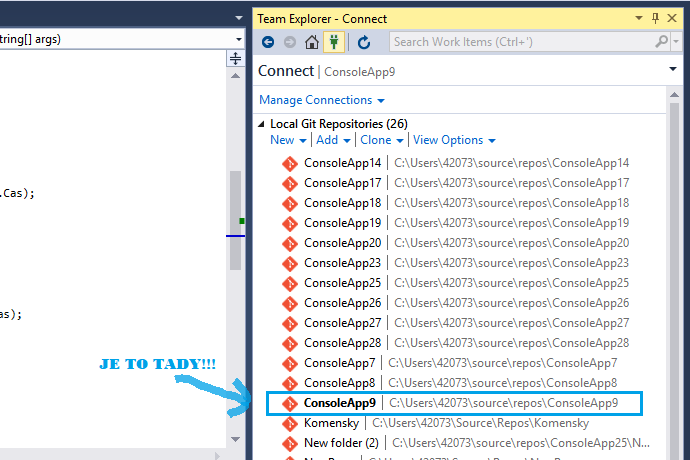 Team Explorer - Connect
tring[] args)
Search Work Items (Ctrl+')
Connect | ConsoleApp9
Manage Connections
Local Git Repositories (26)
New | Add | Clone | View Options
ConsoleApp14 | C:\Users\42073\source\repos\ConsoleApp14
ConsoleApp17 | C:\Users\42073\source\repos\ConsoleApp17
.Cas);
ConsoleApp18 | C:\Users\42073\source\repos\ConsoleApp18
ConsoleApp19 | C:\Users\42073\source\repos\ConsoleApp19
ConsoleApp20 | C:\Users\42073\source\repos\ConsoleApp20
ConsoleApp23 | C:\Users\42073\source\repos\ConsoleApp23
ConsoleApp25 | C:\Users\42073\source\repos\ConsoleApp25
ConsoleApp26 | C:\Users\42073\source\repos\ConsoleApp26
as);
ConsoleApp27 | C:\Users\42073\source\repos\ConsoleApp27
ConsoleApp28 | C:\Users\42073\source\repos\ConsoleApp28
JE TO TADY!!!
ConsoleApp7 | C:\Users\42073\source\repos\ConsoleApp7
ConsoleApp8 | C:\Users\42073\source\repos\ConsoleApp8
ConsoleApp9 | C:\Users\42073\source\repos\ConsoleApp9
Komensky | C:\Users\42073\Source\Repos\Komensky
New folder (2) | C:\Users\42073\source\repos\ConsoleApp25\N...